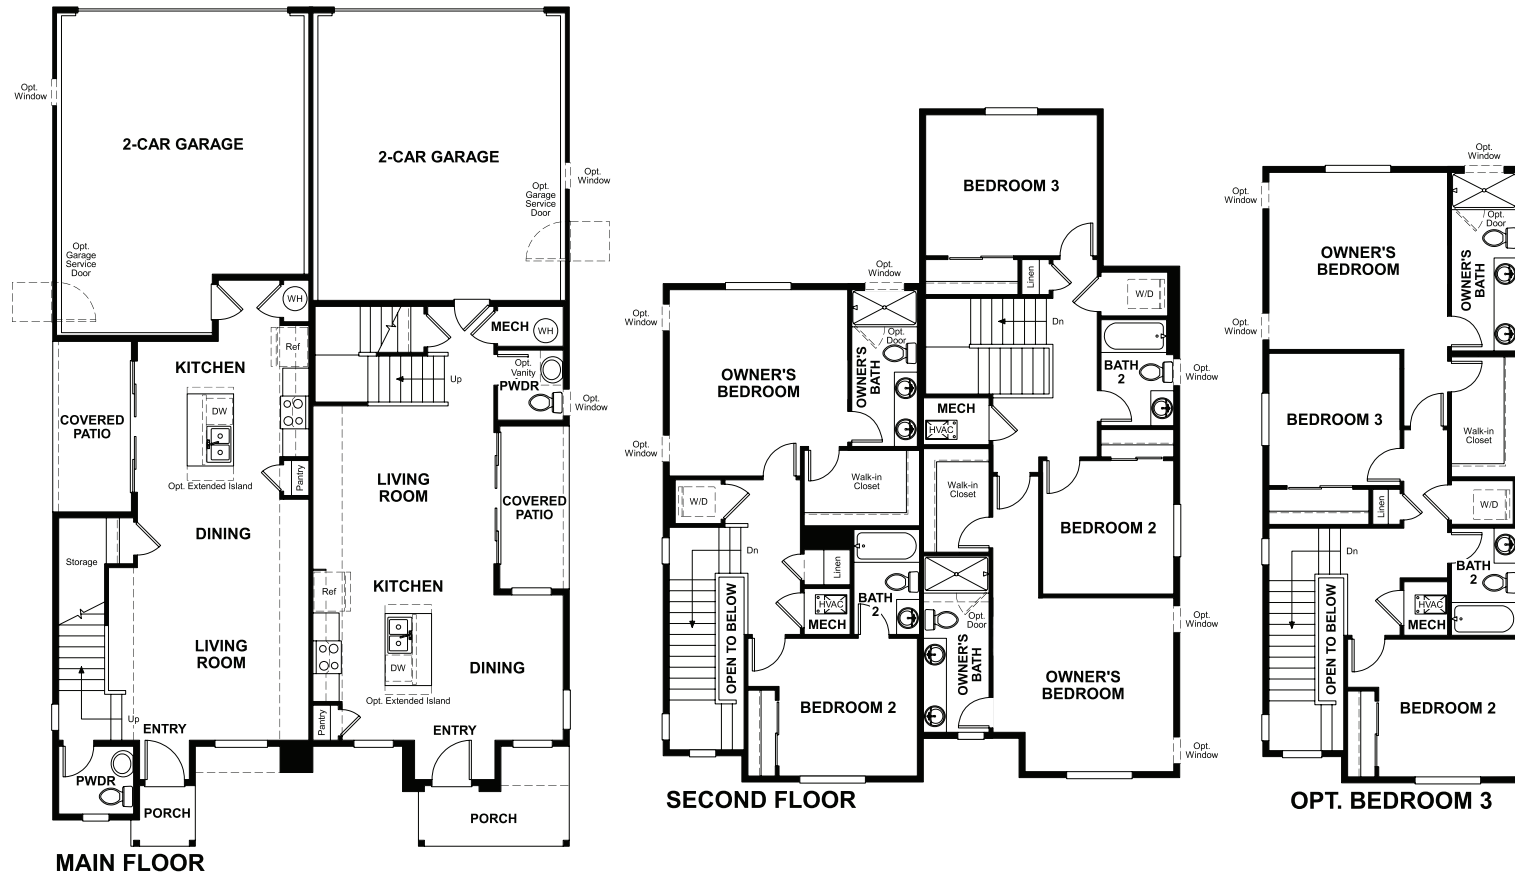 Opt.
Window
2-CAR GARAGE
Opt.
Garage
Service
Door
WH
Ref
KITCHEN
DW
COVERED
PATIO
Opt. Extended Island
Pantry
DINING
Storage
LIVING
ROOM
Up
ENTRY
PWDR
PORCH
2-CAR GARAGE
Opt.
Window
Opt.
Garage
Service
Door
MECH
WH
Opt.
Vanity
PWDR
Up
Opt.
Window
LIVING
ROOM
COVERED
PATIO
KITCHEN
Ref
DW
DINING
Opt. Extended Island
Pantry
ENTRY
PORCH
MAIN FLOOR
Opt.
Window
Opt.
Window
Opt.
Window
OWNER'S
BEDROOM
Opt.
Door
OWNER'S
BATH
Walk-in
Closet
W/D
Dn
Linen
HVAC
MECH
BATH
2
OPEN TO BELOW
BEDROOM 2
BEDROOM 3
Linen
W/D
Dn
BATH
2
Opt.
Window
MECH
HVAC
Walk-in
Closet
BEDROOM 2
Opt.
Door
OWNER'S
BATH
OWNER'S
BEDROOM
Opt.
Window
Opt.
Window
SECOND FLOOR
Opt.
Window
Opt.
Window
Opt.
Window
OWNER'S
BEDROOM
Opt.
Door
OWNER'S
BATH
BEDROOM 3
Walk-in
Closet
Linen
W/D
Dn
BATH
2
HVAC
MECH
OPEN TO BELOW
BEDROOM 2
OPT. BEDROOM 3